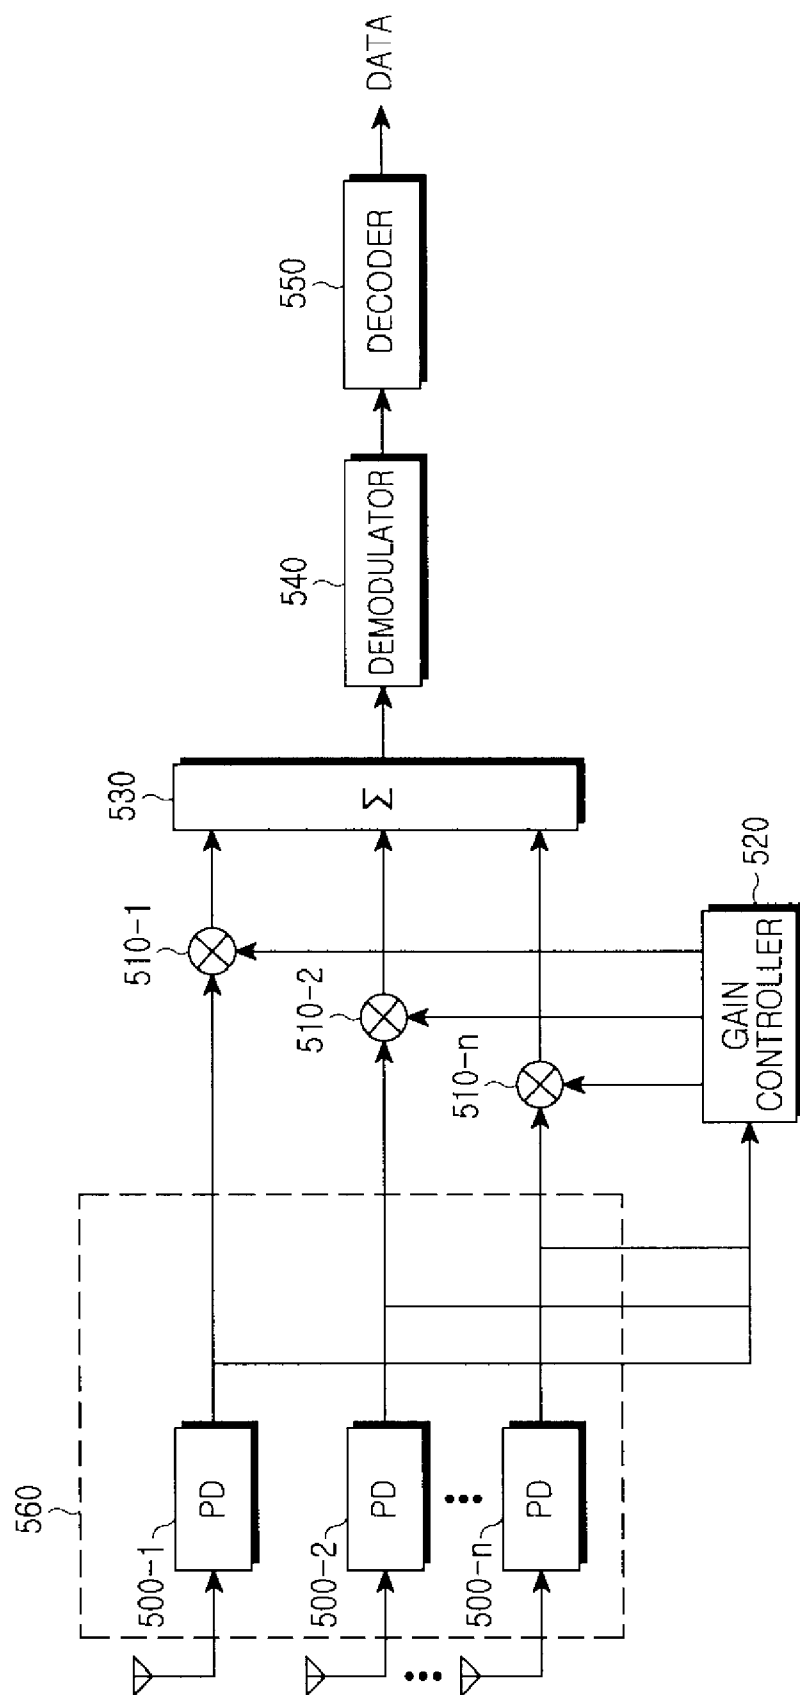 560
500-1
PD
500-2
PD
500-n
PD
510-1
510-2
510-n
GAIN
CONTROLLER
520
530
Σ
540
DEMODULATOR
550
DECODER
DATA